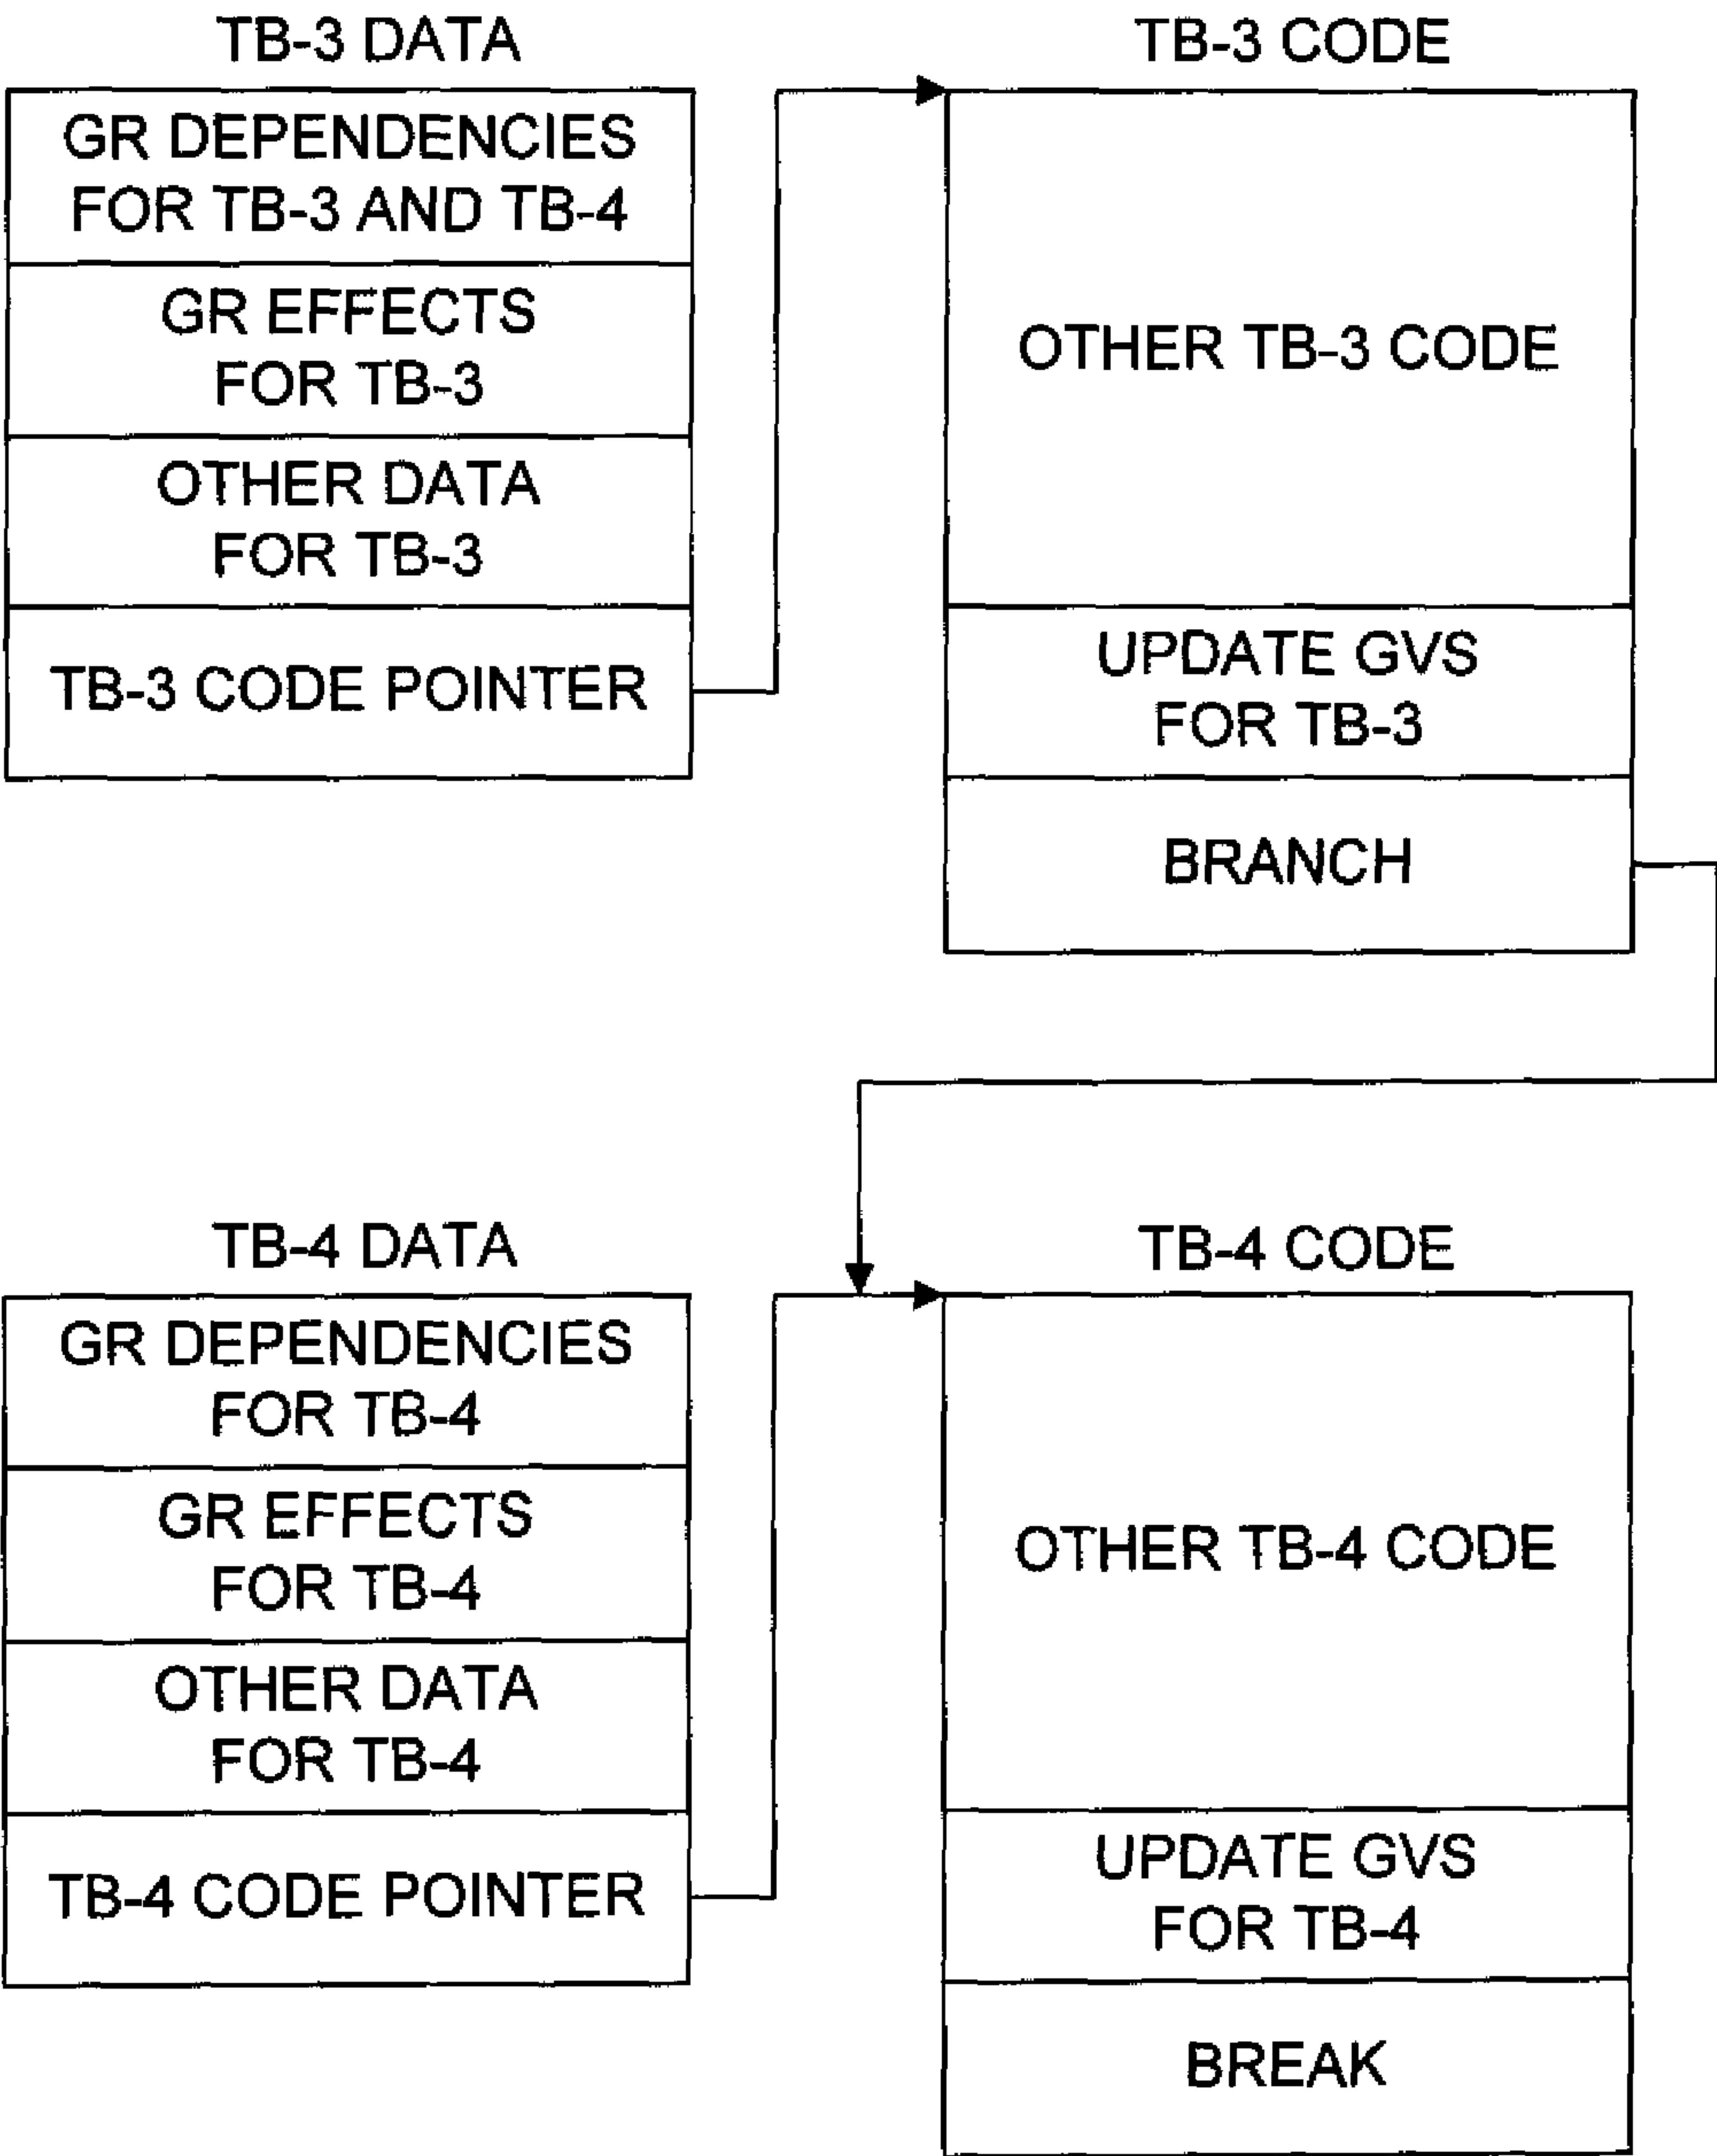 TB-3 DATA
GR DEPENDENCIES
FOR TB-3 AND TB-4
GR EFFECTS
FOR TB-3
OTHER DATA
FOR TB-3
TB-3 CODE POINTER
TB-3 CODE
OTHER TB-3 CODE
UPDATE GVS
FOR TB-3
BRANCH
TB-4 DATA
GR DEPENDENCIES
FOR TB-4
GR EFFECTS
FOR TB-4
OTHER DATA
FOR TB-4
TB-4 CODE POINTER
TB-4 CODE
OTHER TB-4 CODE
UPDATE GVS
FOR TB-4
BREAK